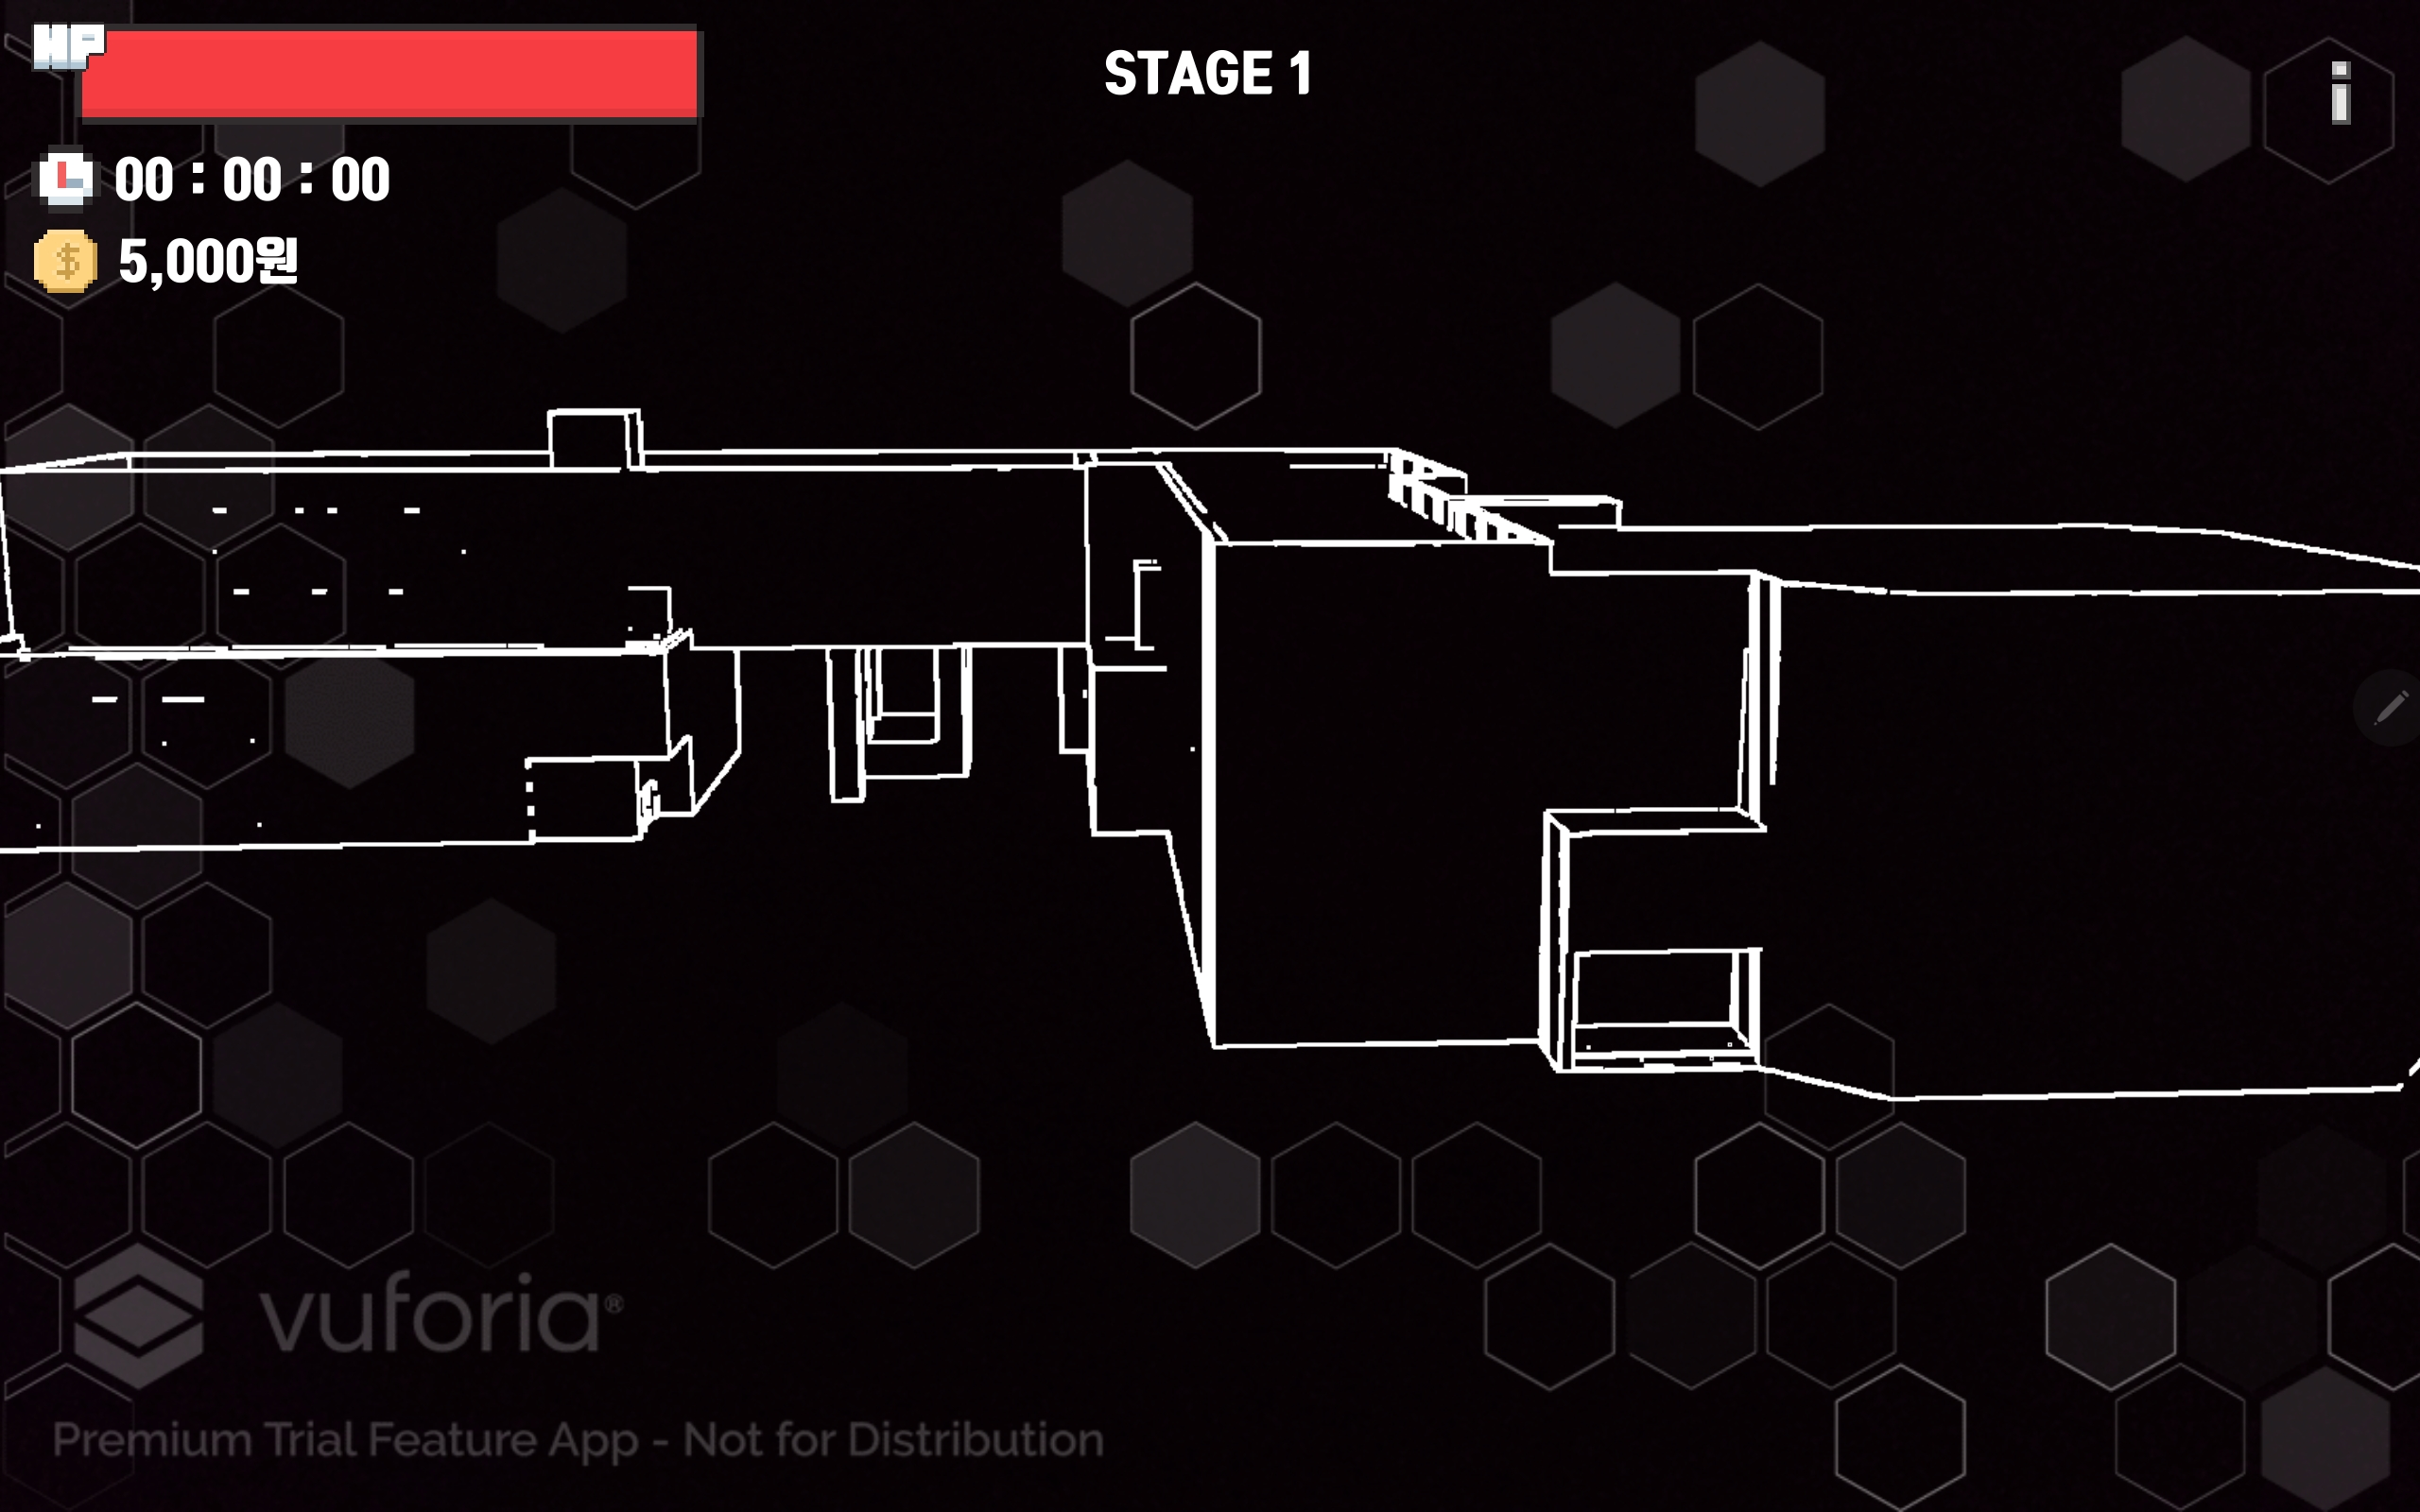 HP
STAGE 1
i
00 : 00 : 00
5,000원
vuforia®
Premium Trial Feature App - Not for Distribution